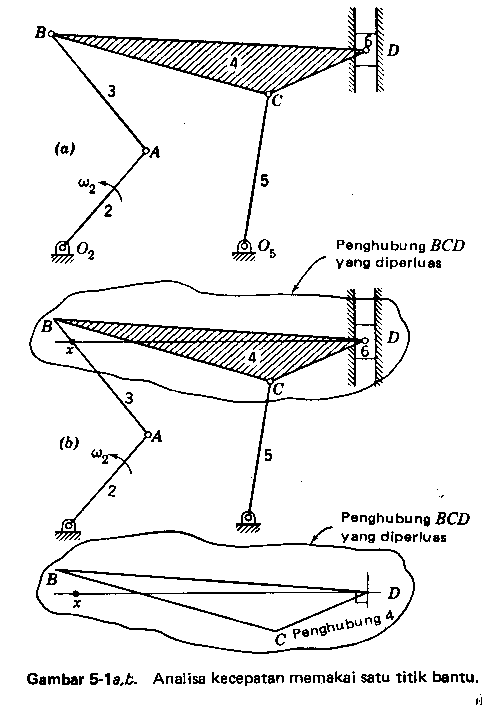 B
D
6
4
3
C
(a)
A
ω2
2
5
O2
O5
Penghubung BCD
yang diperluas
B
D
x
4
6
C
3
(b)
A
ω2
2
5
Penghubung BCD
yang diperluas
B
D
x
C Penghubung 4
Gambar 5-1a,b. Analisa kecepatan memakai satu titik bantu.